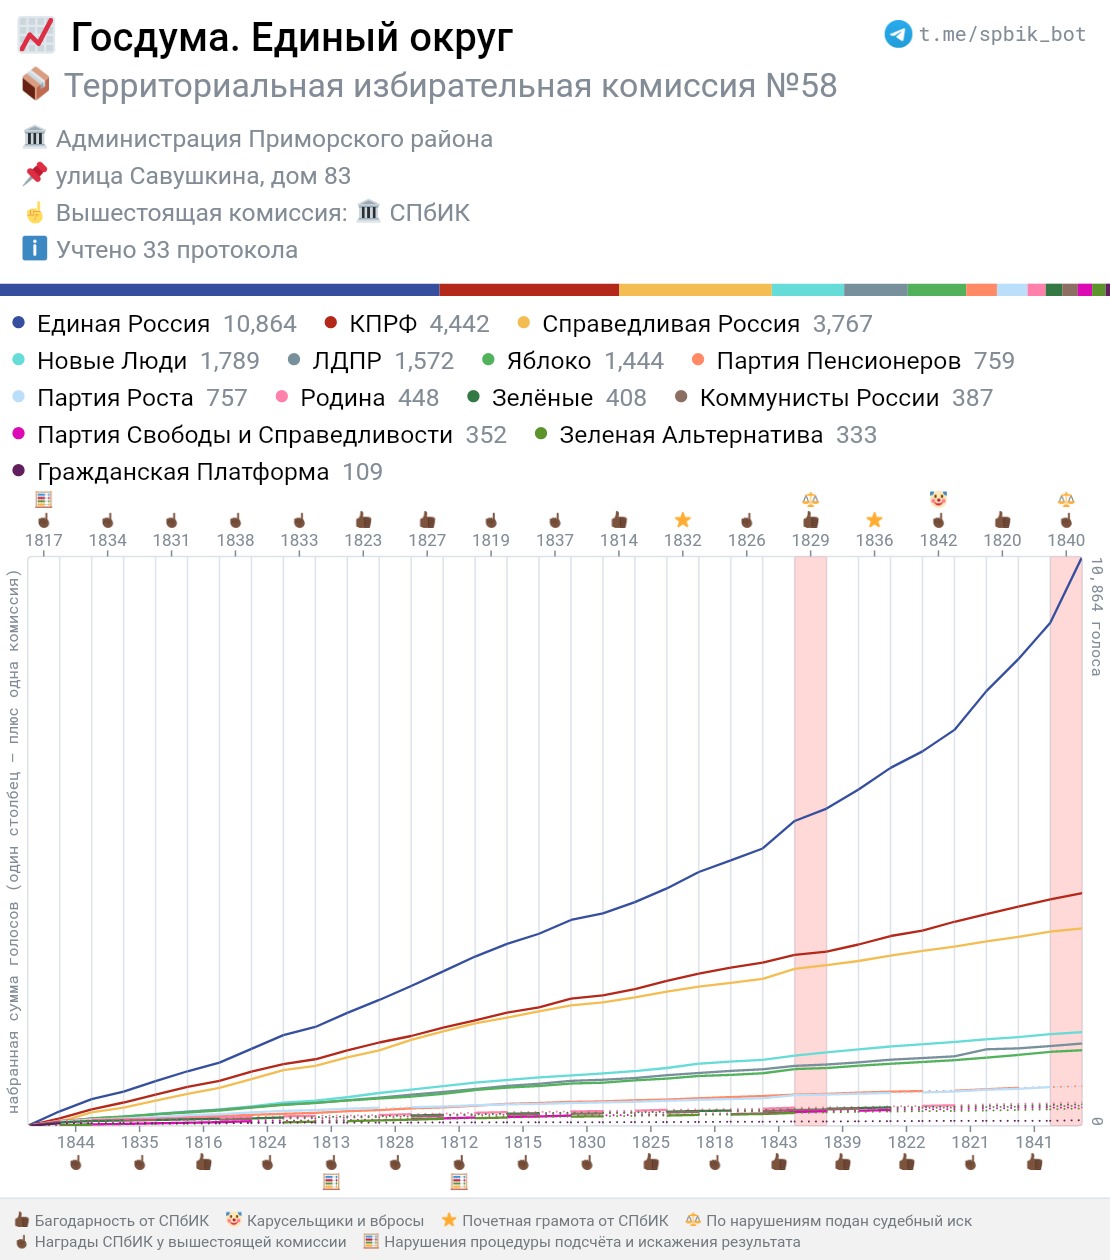 Госдума. Единый округ
t.me/spbik_bot
Территориальная избирательная комиссия №58
Администрация Приморского района
улица Савушкина, дом 83
Вышестоящая комиссия: СПбИК
Учтено 33 протокола
Единая Россия 10,864 КПРФ 4,442 Справедливая Россия 3,767
Новые Люди 1,789 ЛДПР 1,572 Яблоко 1,444 Партия Пенсионеров 759
Партия Роста 757 Родина 448 Зелёные 408 Коммунисты России 387
Партия Свободы и Справедливости 352 Зеленая Альтернатива 333
Гражданская Платформа 109
1817 1834 1831 1838 1833 1823 1827 1819 1837 1814 1832 1826 1829 1836 1842 1820 1840
набранная сумма голосов (один столбец – плюс одна комиссия)
10,864 голоса
0
1844 1835 1816 1824 1813 1828 1812 1815 1830 1825 1818 1843 1839 1822 1821 1841
Багодарность от СПбИК Карусельщики и вбросы Почетная грамота от СПбИК По нарушениям подан судебный иск
Награды СПбИК у вышестоящей комиссии Нарушения процедуры подсчёта и искажения результата